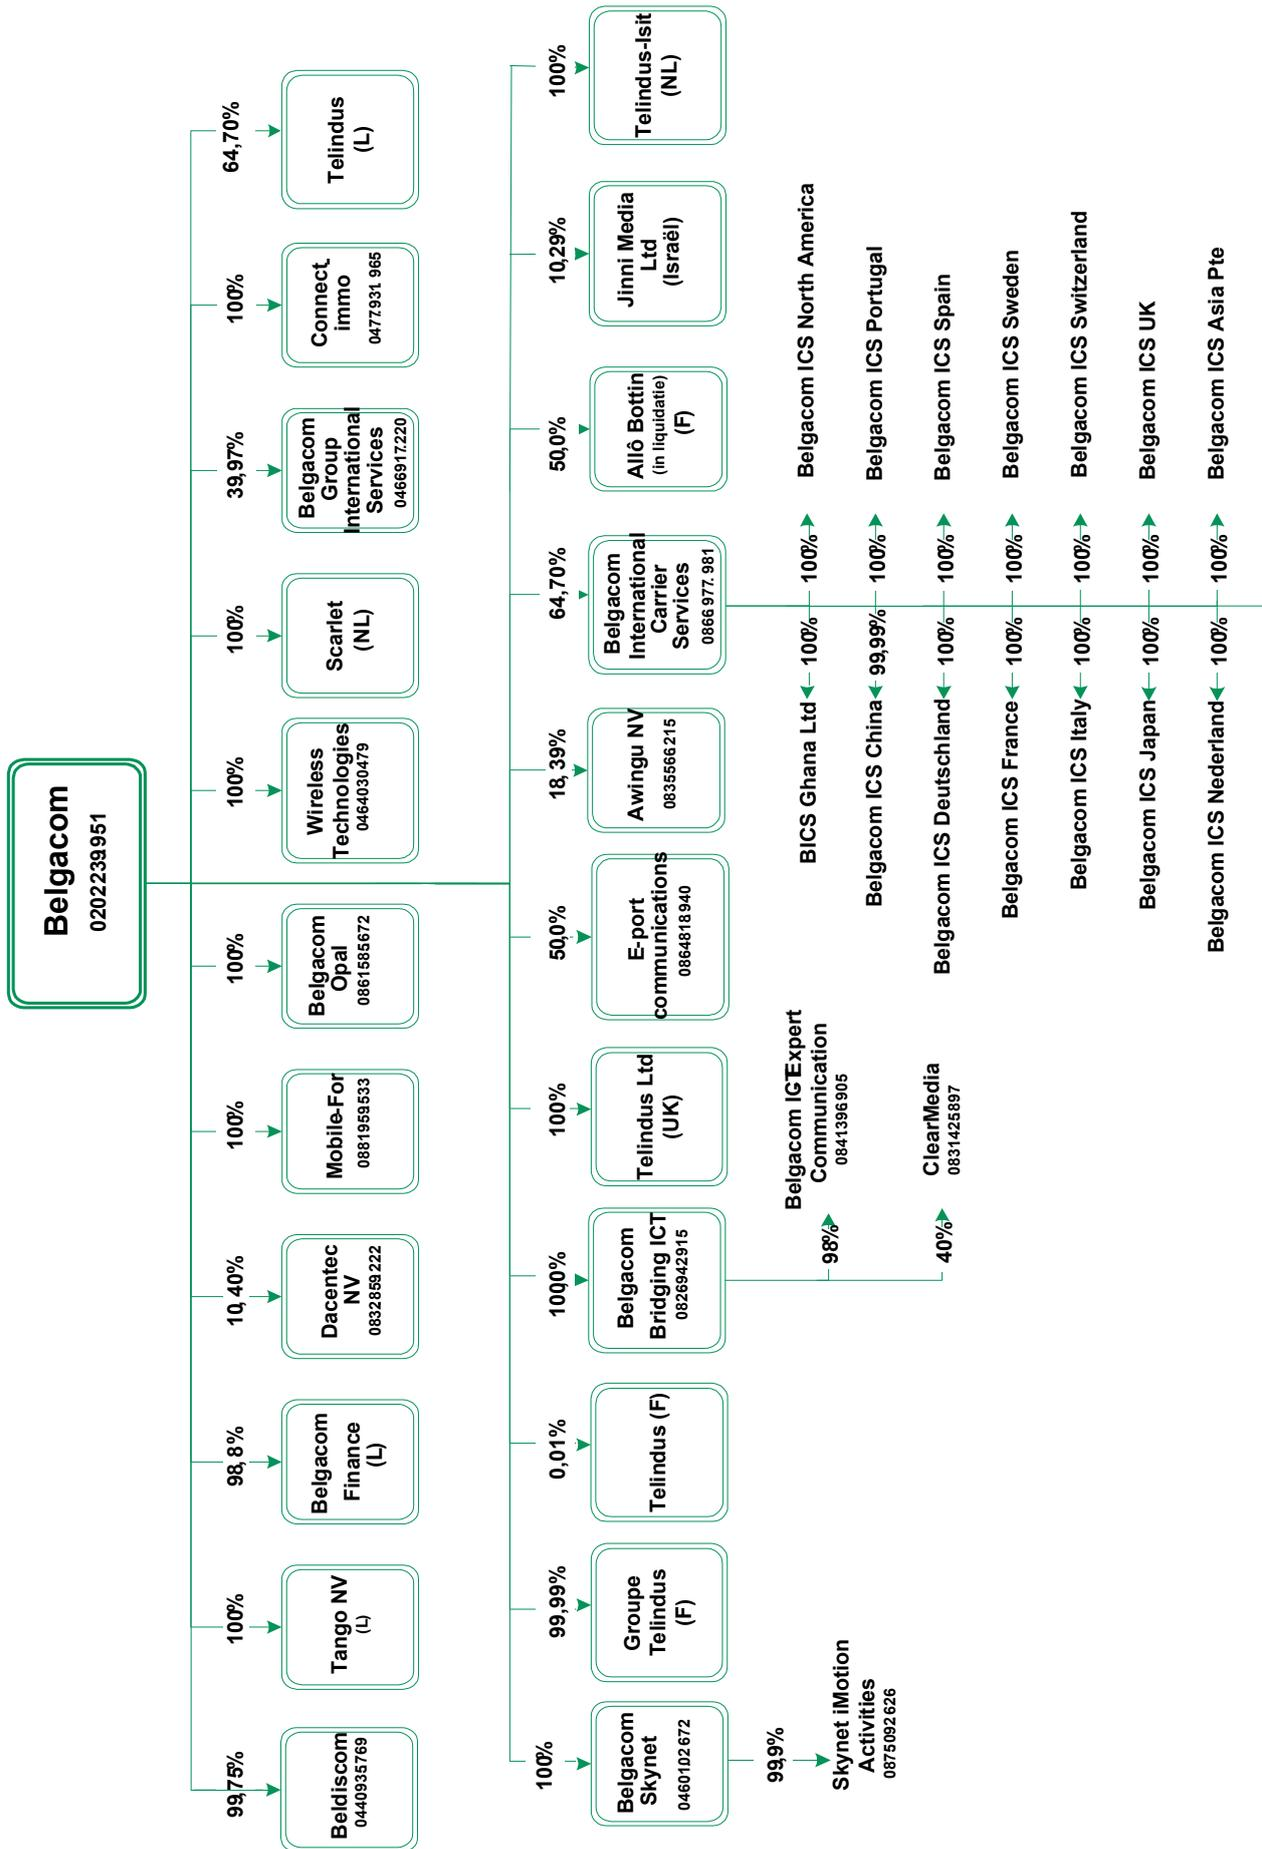 Belgacom
0202239951
99,75%
Beldiscom
0440935769
100%
Tango NV
(L)
98,8%
Belgacom
Finance
(L)
10,40%
Dacentec
NV
0832859222
100%
Mobile-For
0881959533
100%
Belgacom
Opal
0861585672
100%
Wireless
Technologies
0464030479
100%
Scarlet
(NL)
39,97%
Belgacom
Group
International
Services
0466917220
100%
Connect
immo
0477931 965
64,70%
Telindus
(L)
100%
Belgacom
Skynet
0460102672
99,9%
Skynet iMotion
Activities
0875092626
99,99%
Groupe
Telindus
(F)
0,01%
Telindus (F)
100,0%
Belgacom
Bridging ICT
0826942915
98%
Belgacom ICT Expert
Communication
0841396905
40%
ClearMedia
0831425897
100%
Telindus Ltd
(UK)
50,0%
E-port
communications
0864818940
18,39%
Awingu NV
0835566215
64,70%
Belgacom
International
Carrier
Services
0866 977. 981
BICS Ghana Ltd 100% 100% Belgacom ICS North America
Belgacom ICS China 99,99% 100% Belgacom ICS Portugal
Belgacom ICS Deutschland 100% 100% Belgacom ICS Spain
Belgacom ICS France 100% 100% Belgacom ICS Sweden
Belgacom ICS Italy 100% 100% Belgacom ICS Switzerland
Belgacom ICS Japan 100% 100% Belgacom ICS UK
Belgacom ICS Nederland 100% 100% Belgacom ICS Asia Pte
50,0%
Allô Bottin
(in liquidatie)
(F)
10,29%
Jinni Media
Ltd
(Israël)
100%
Telindus-Isit
(NL)